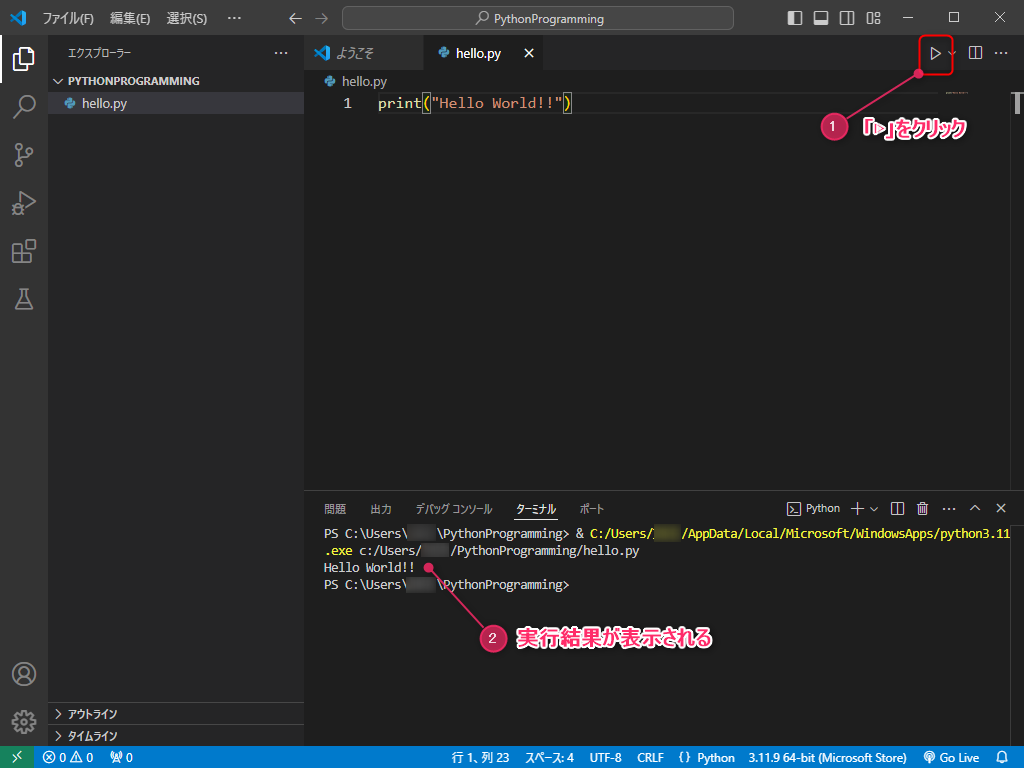 ファイル(F) 編集(E) 選択(S) … PythonProgramming
エクスプローラー …
PYTHONPROGRAMMING
hello.py
ようこそ hello.py
hello.py
1 print("Hello World!!")
1 「▷」をクリック
問題 出力 デバッグ コンソール ターミナル ポート Python
PS C:\Users\ \PythonProgramming> & C:/Users/ /AppData/Local/Microsoft/WindowsApps/python3.11
.exe c:/Users/ /PythonProgramming/hello.py
Hello World!!
PS C:\Users\ \PythonProgramming>
2 実行結果が表示される
アウトライン
タイムライン
0 0 0 行 1、列 23 スペース: 4 UTF-8 CRLF {} Python 3.11.9 64-bit (Microsoft Store) Go Live